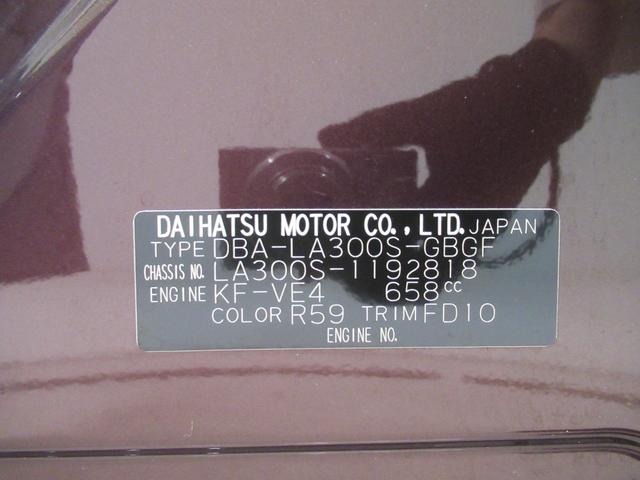 DAIHATSU MOTOR CO.,LTD. JAPAN
TYPE DBA-LA300S-GBGF
CHASSIS NO. LA300S-1192818
ENGINE KF-VE4 658cc
COLOR R59 TRIM FD10
ENGINE NO.